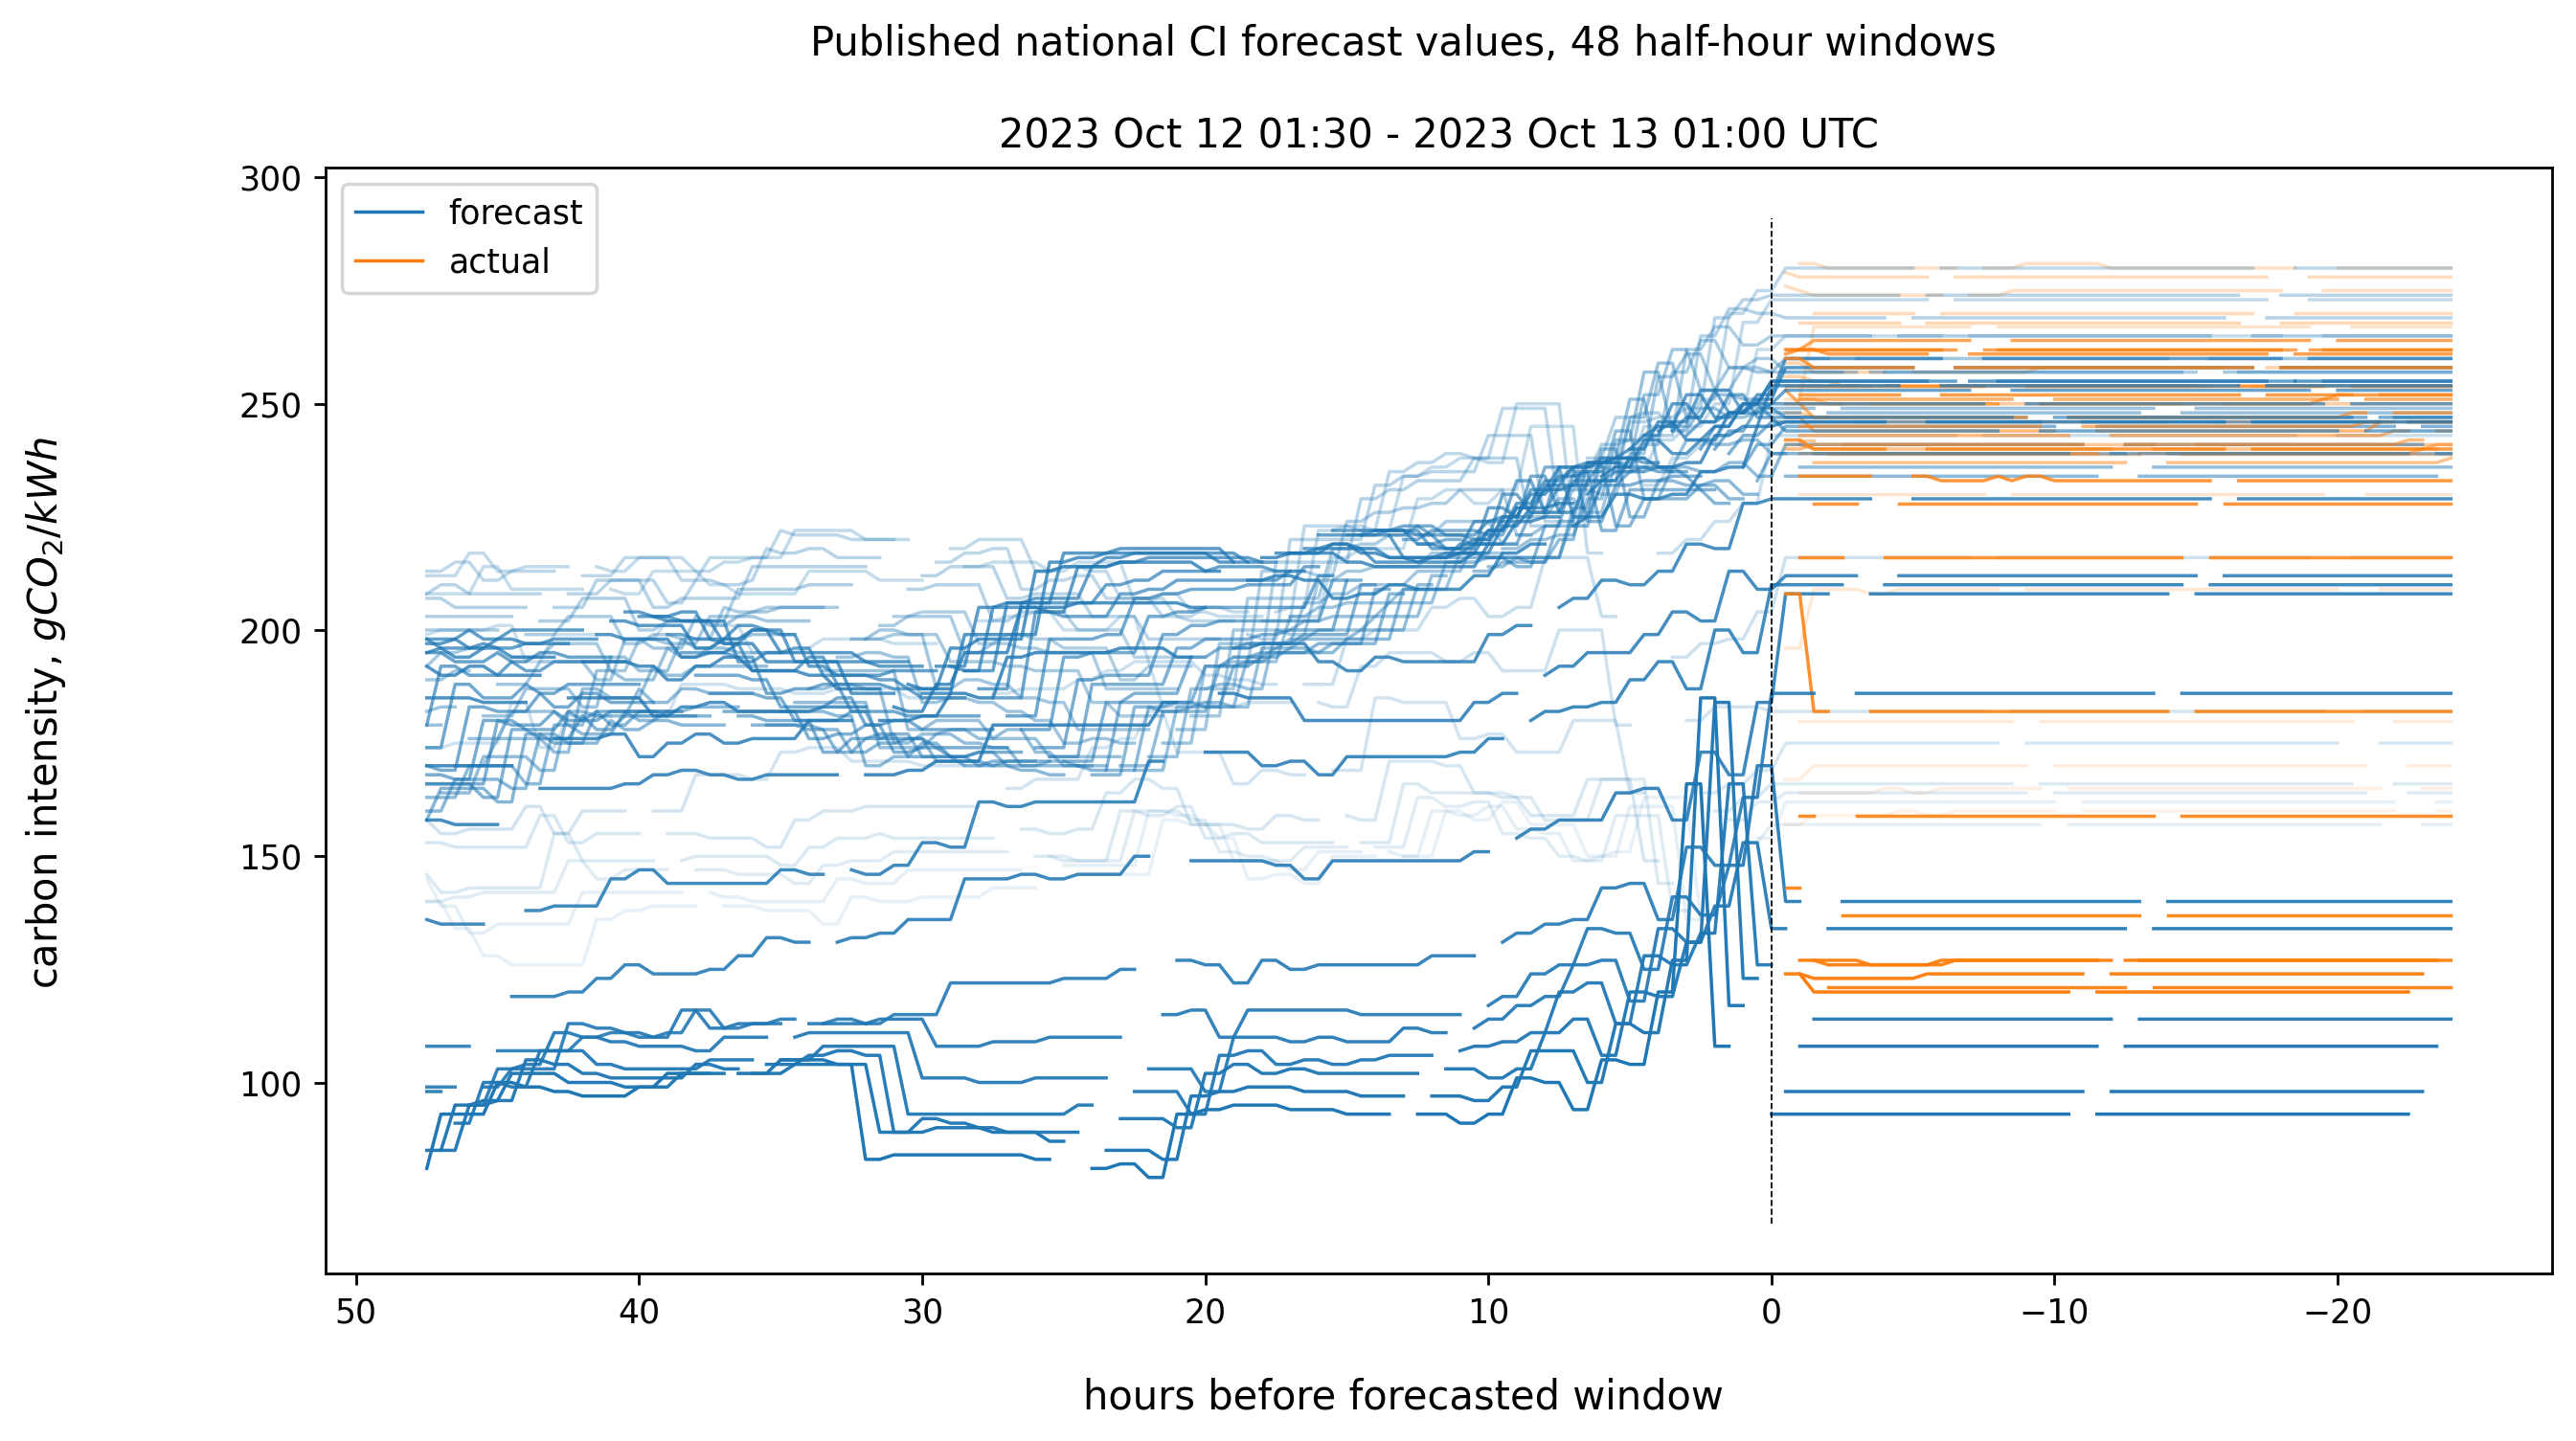 Published national CI forecast values, 48 half-hour windows
2023 Oct 12 01:30 - 2023 Oct 13 01:00 UTC
forecast
actual
carbon intensity, gCO₂/kWh
300
250
200
150
100
50
40
30
20
10
0
−10
−20
hours before forecasted window